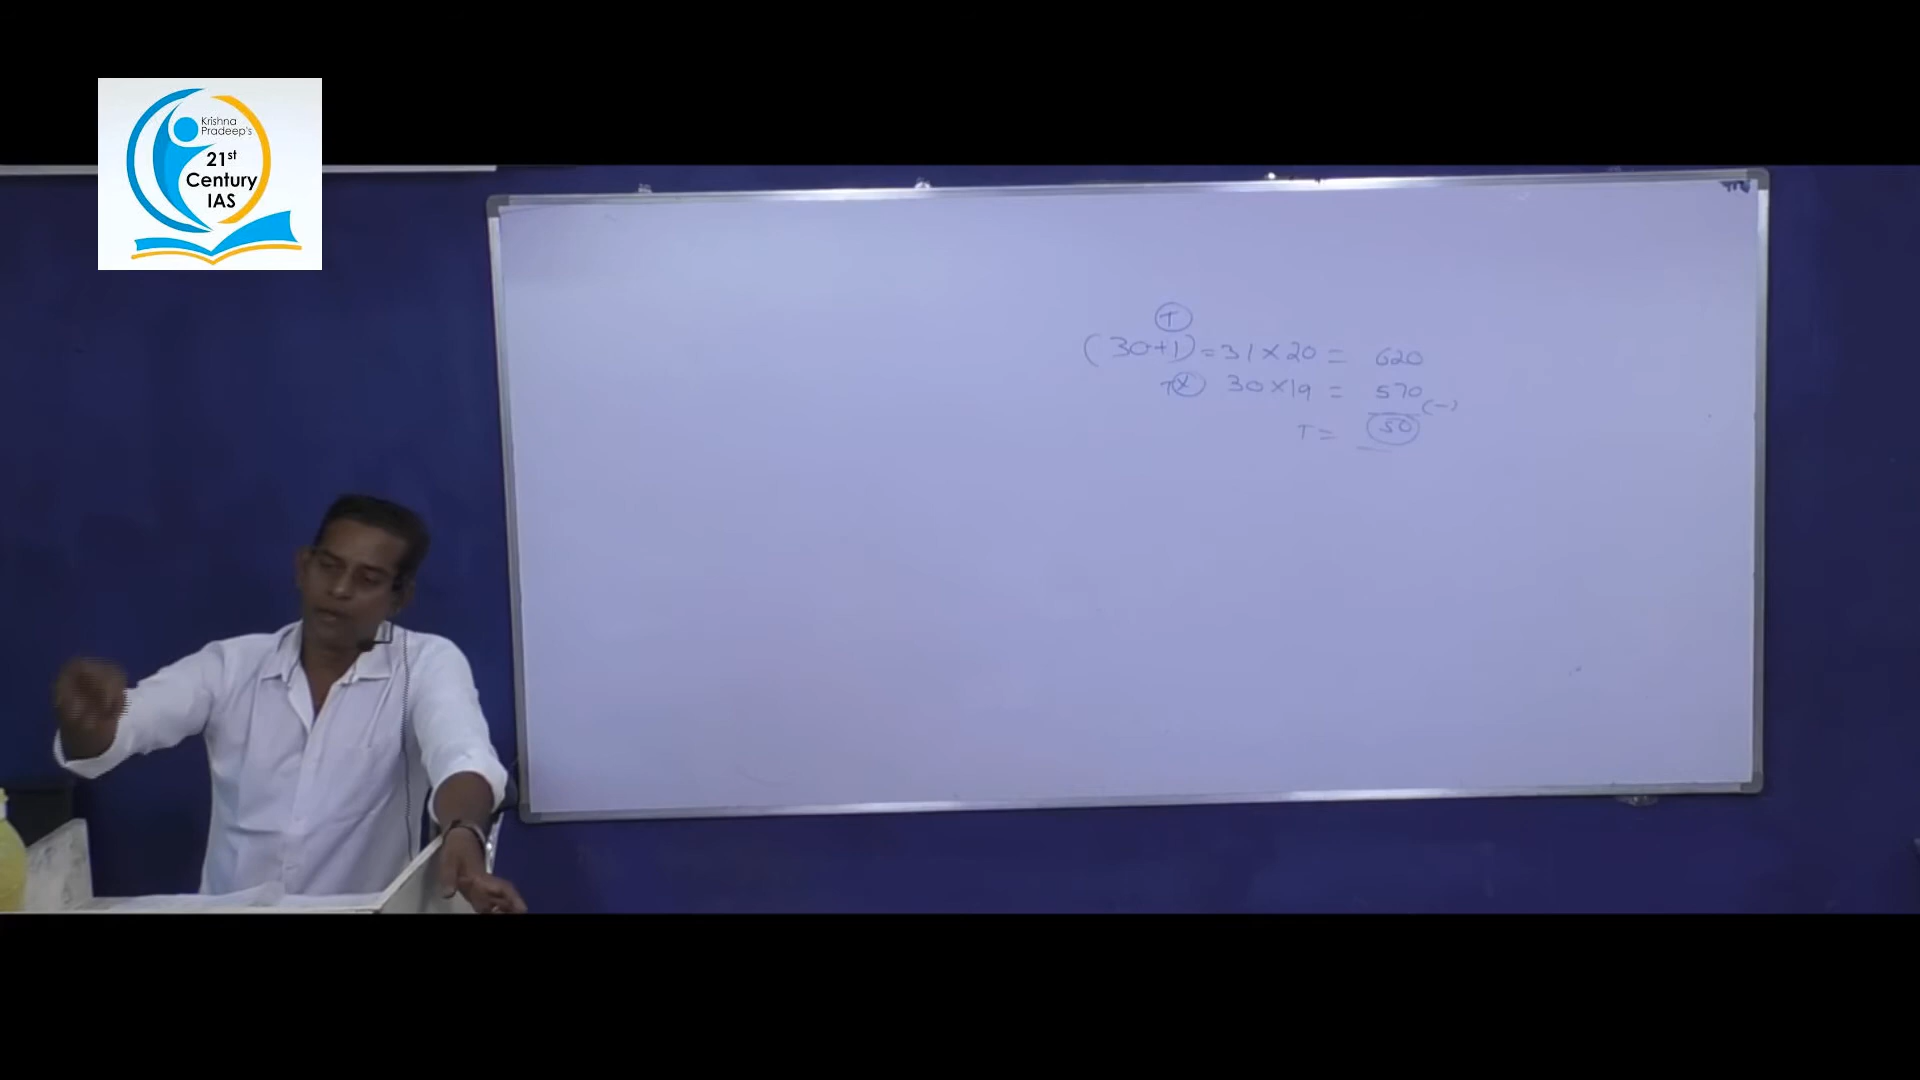 Krishna
Pradeep's
21st
Century
IAS
T
(30+1) = 31 × 20 = 620
30 × 19 = 570
(-)
T = 50